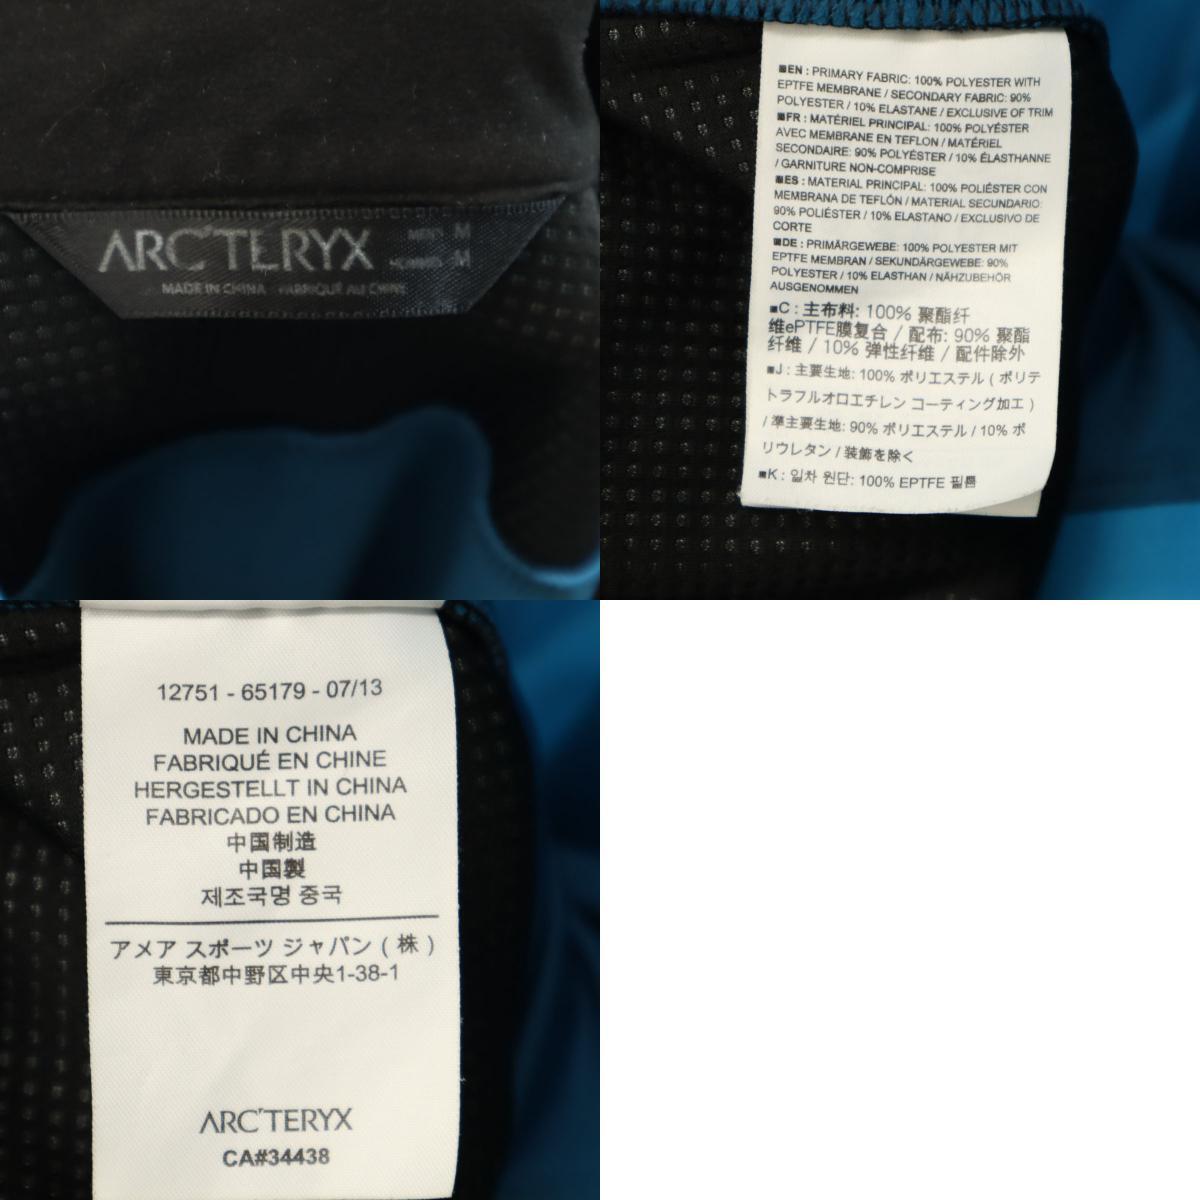 ARC'TERYX
MEN'S M
HOMMES M
MADE IN CHINA FABRIQUÉ AU CHINE
■EN : PRIMARY FABRIC: 100% POLYESTER WITH
EPTFE MEMBRANE / SECONDARY FABRIC: 90%
POLYESTER / 10% ELASTANE / EXCLUSIVE OF TRIM
■FR : MATÉRIEL PRINCIPAL: 100% POLYÉSTER
AVEC MEMBRANE EN TEFLON / MATÉRIEL
SECONDAIRE: 90% POLYÉSTER / 10% ÉLASTHANNE
/ GARNITURE NON-COMPRISE
■ES : MATERIAL PRINCIPAL: 100% POLIÉSTER CON
MEMBRANA DE TEFLÓN / MATERIAL SECUNDARIO:
90% POLIÉSTER / 10% ELASTANO / EXCLUSIVO DE
CORTE
■DE : PRIMÄRGEWEBE: 100% POLYESTER MIT
EPTFE MEMBRAN / SEKUNDÄRGEWEBE: 90%
POLYESTER / 10% ELASTHAN / NÄHZUBEHÖR
AUSGENOMMEN
■C : 主布料: 100% 聚酯纤
维ePTFE膜复合 / 配布: 90% 聚酯
纤维 / 10% 弹性纤维 / 配件除外
■J : 主要生地: 100% ポリエステル ( ポリテ
トラフルオロエチレン コーティング加工 )
/ 準主要生地: 90% ポリエステル / 10% ポ
リウレタン / 装飾を除く
■K : 일차 원단: 100% EPTFE 필름
12751 - 65179 - 07/13
MADE IN CHINA
FABRIQUÉ EN CHINE
HERGESTELLT IN CHINA
FABRICADO EN CHINA
中国制造
中国製
제조국명 중국
アメア スポーツ ジャパン ( 株 )
東京都中野区中央1-38-1
ARC'TERYX
CA#34438